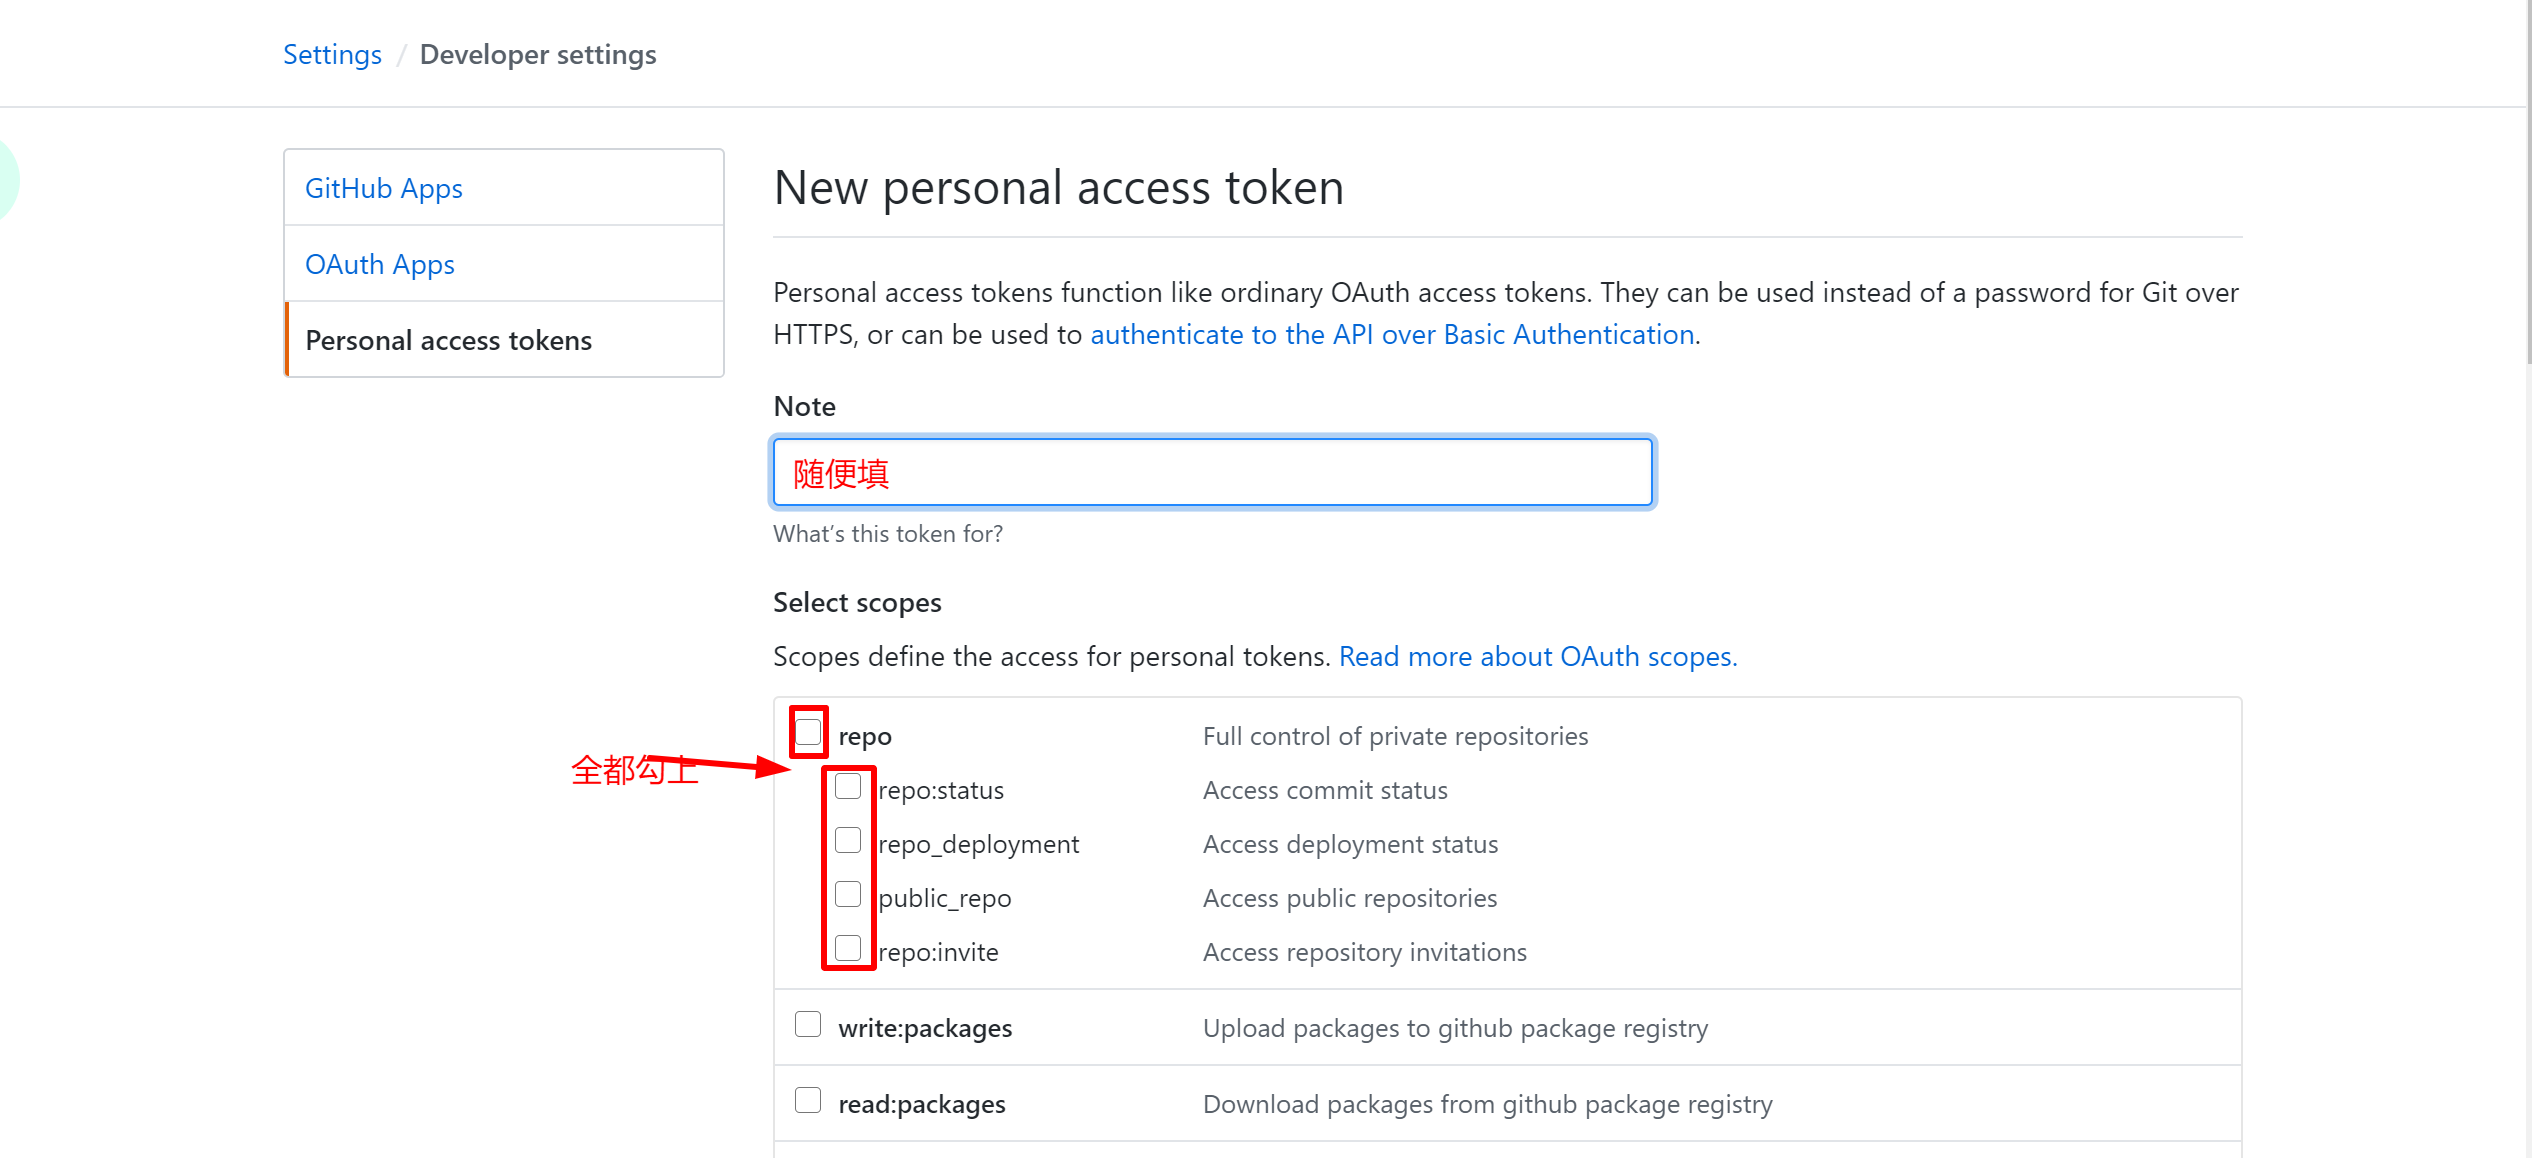 Settings / Developer settings
GitHub Apps
OAuth Apps
Personal access tokens
New personal access token
Personal access tokens function like ordinary OAuth access tokens. They can be used instead of a password for Git over
HTTPS, or can be used to authenticate to the API over Basic Authentication.
Note
随便填
What's this token for?
Select scopes
Scopes define the access for personal tokens. Read more about OAuth scopes.
全都勾上
repo Full control of private repositories
repo:status Access commit status
repo_deployment Access deployment status
public_repo Access public repositories
repo:invite Access repository invitations
write:packages Upload packages to github package registry
read:packages Download packages from github package registry